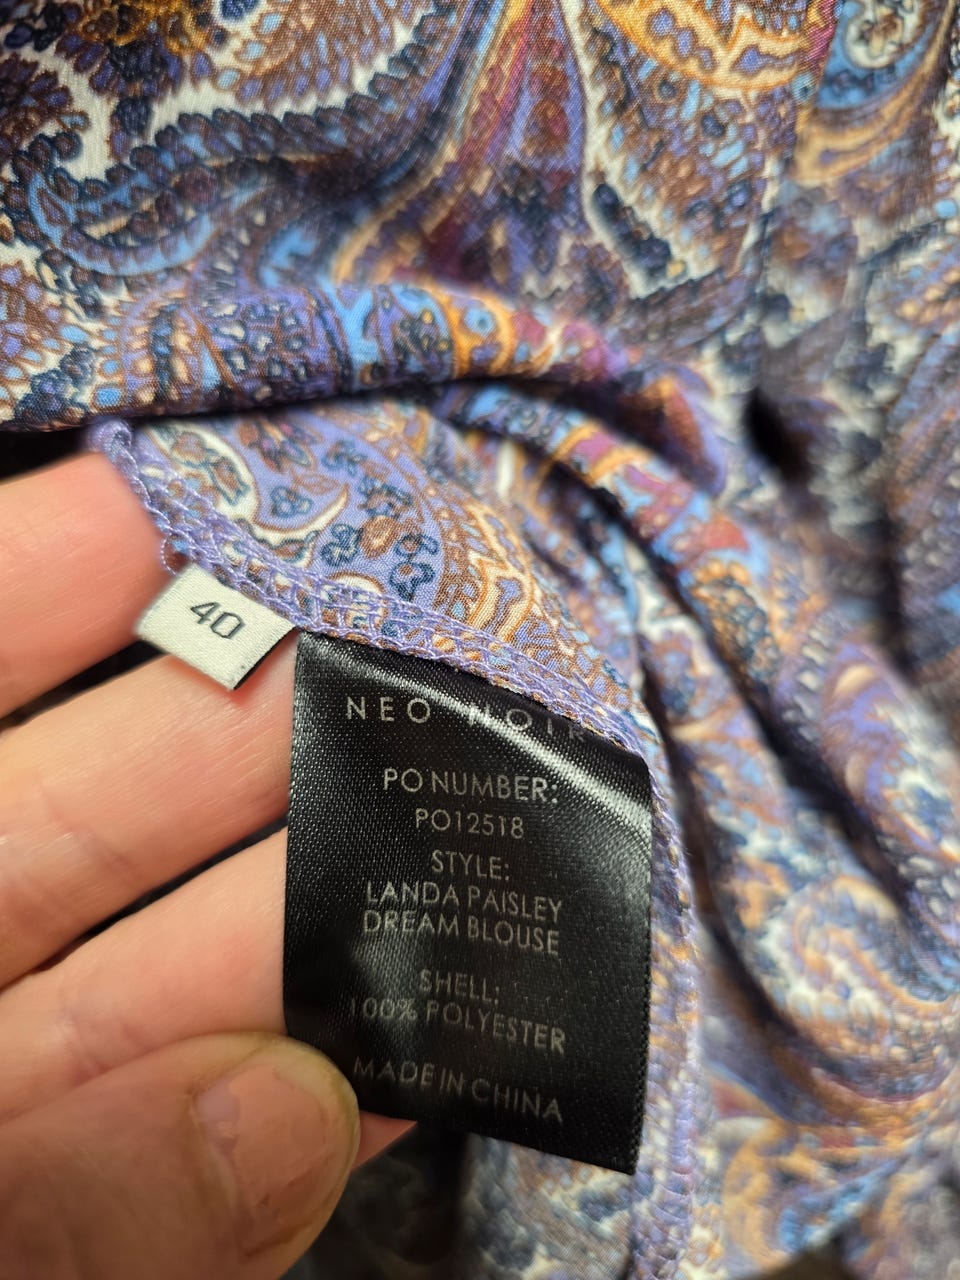 40
NEO NOIR
PO NUMBER:
PO12518
STYLE:
LANDA PAISLEY
DREAM BLOUSE
SHELL:
100% POLYESTER
MADE IN CHINA